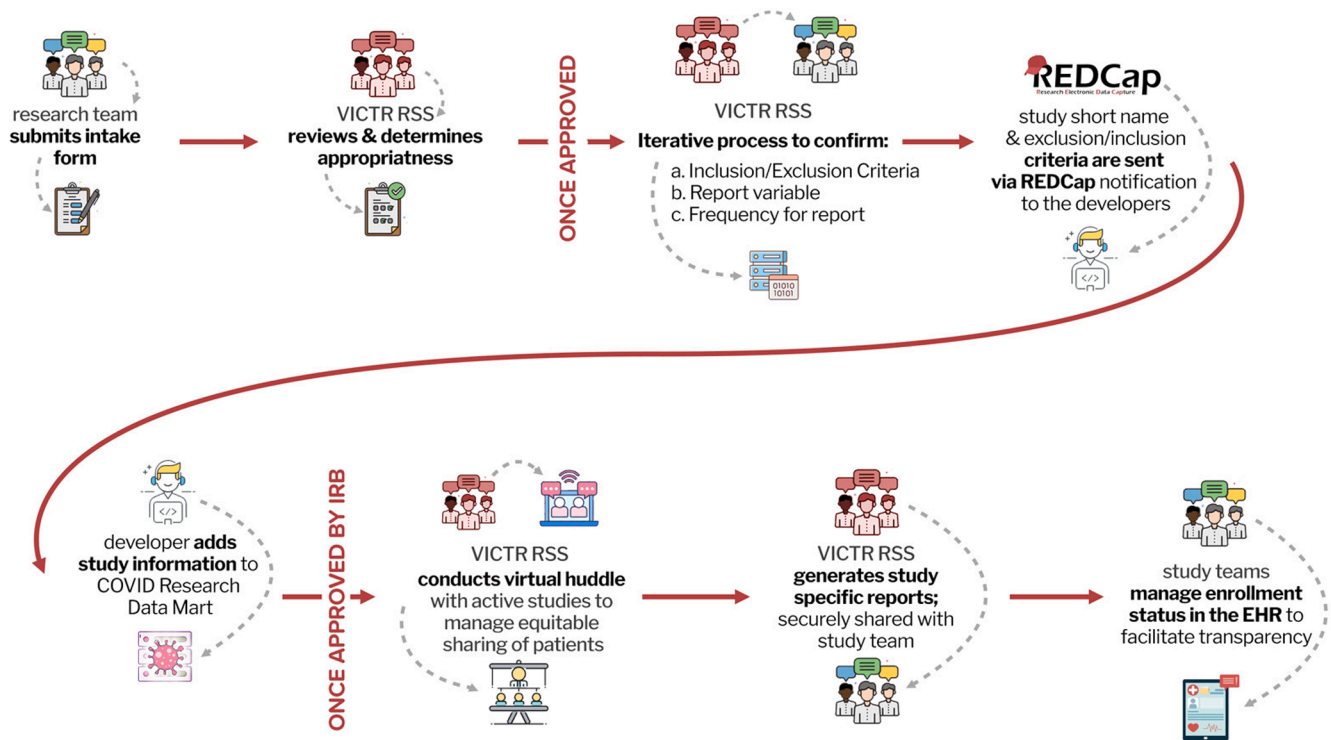 research team
submits intake
form
VICTR RSS
reviews & determines
appropriatness
ONCE APPROVED
VICTR RSS
Iterative process to confirm:
a. Inclusion/Exclusion Criteria
b. Report variable
c. Frequency for report
01010
10101
REDCap
Research Electronic Data Capture
study short name
& exclusion/inclusion
criteria are sent
via REDCap notification
to the developers
</>
</>
developer adds
study information to
COVID Research
Data Mart
ONCE APPROVED BY IRB
VICTR RSS
conducts virtual huddle
with active studies to
manage equitable
sharing of patients
VICTR RSS
generates study
specific reports;
securely shared with
study team
study teams
manage enrollment
status in the EHR to
facilitate transparency